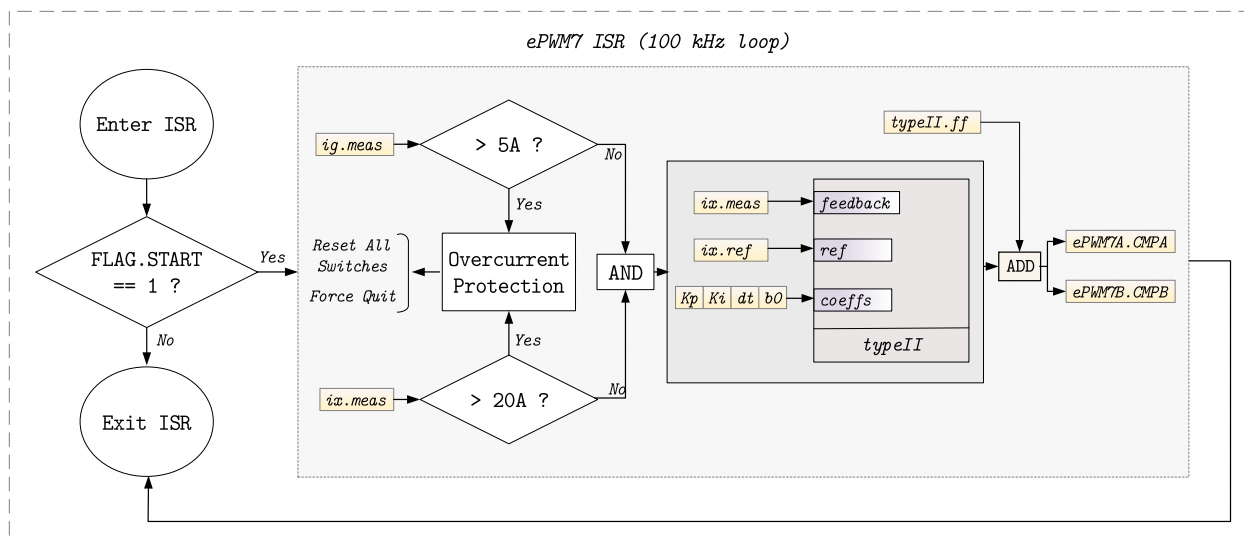 ePWM7 ISR (100 kHz loop)
Enter ISR
FLAG.START
== 1 ?
Yes
No
Exit ISR
ig.meas
> 5A ?
No
Yes
Reset All
Switches
Force Quit
Overcurrent
Protection
Yes
ix.meas
> 20A ?
No
AND
typeII.ff
ix.meas
feedback
ix.ref
ref
Kp Ki dt b0
coeffs
typeII
ADD
ePWM7A.CMPA
ePWM7B.CMPB